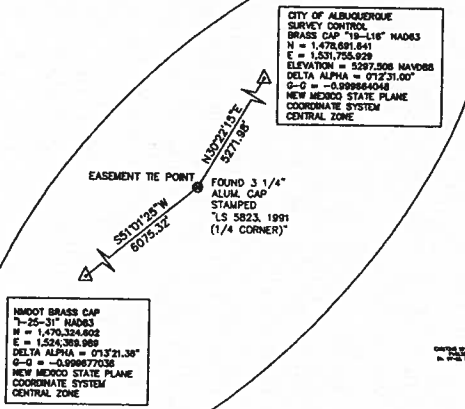 CITY OF ALBUQUERQUE
SURVEY CONTROL
BRASS CAP "19-L16" NAD83
N = 1,478,691.641
E = 1,531,755.929
ELEVATION = 5297.506 NAVD88
DELTA ALPHA = 0'12'31.00"
G-G = -0.999664048
NEW MEXICO STATE PLANE
COORDINATE SYSTEM
CENTRAL ZONE
N30°22'15"E
5271.98'
EASEMENT TIE POINT
FOUND 3 1/4"
ALUM. CAP
STAMPED
"LS 5823, 1991
(1/4 CORNER)"
S51°01'25"W
6075.32'
NMDOT BRASS CAP
"I-25-31" NAD83
N = 1,470,324.602
E = 1,524,389.989
DELTA ALPHA = 0'13'21.38"
G-G = -0.999677036
NEW MEXICO STATE PLANE
COORDINATE SYSTEM
CENTRAL ZONE